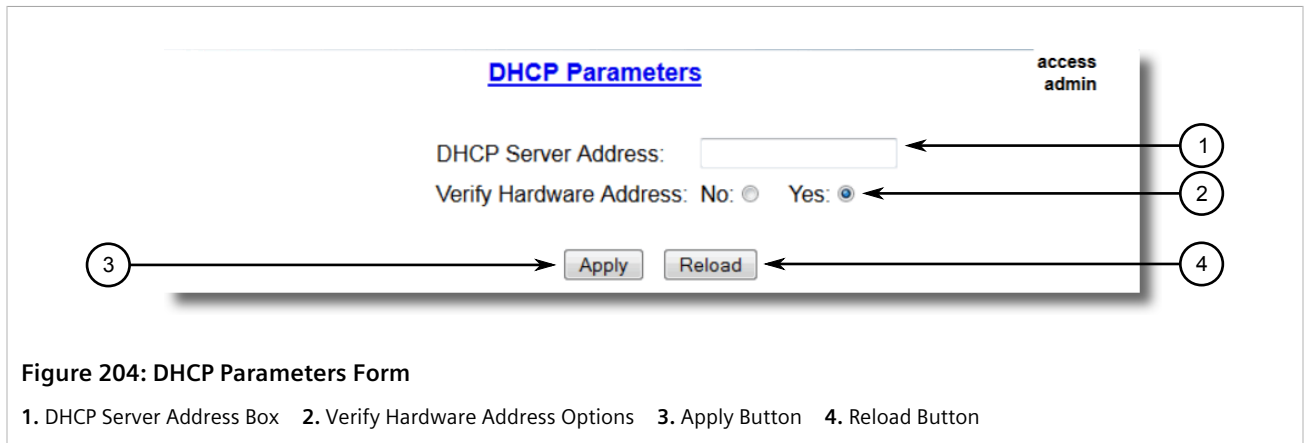 DHCP Parameters
access
admin
DHCP Server Address:
1
Verify Hardware Address: No: Yes:
2
3
Apply Reload
4
Figure 204: DHCP Parameters Form
1. DHCP Server Address Box 2. Verify Hardware Address Options 3. Apply Button 4. Reload Button